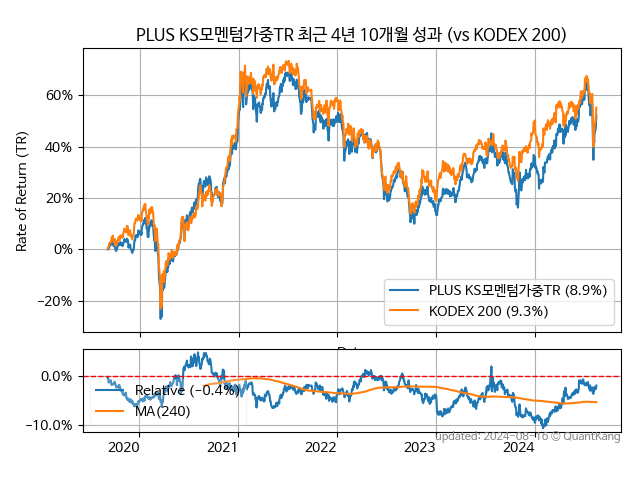 PLUS KS모멘텀가중TR 최근 4년 10개월 성과 (vs KODEX 200)
Rate of Return (TR)
60%
40%
20%
0%
−20%
PLUS KS모멘텀가중TR (8.9%)
KODEX 200 (9.3%)
0.0%
−10.0%
Relative (−0.4%)
MA(240)
2020
2021
2022
2023
2024
updated: 2024-08-16 © QuantKang